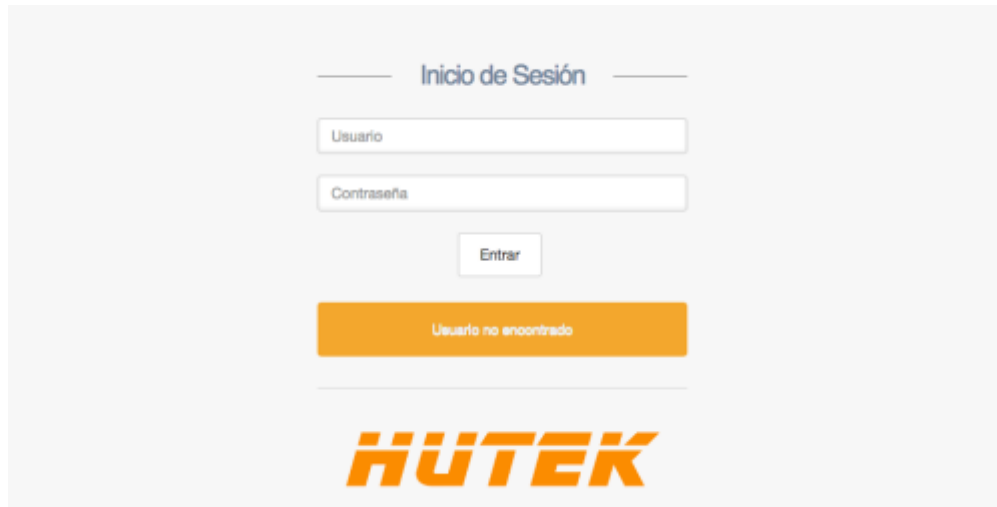 Inicio de Sesión
Usuario
Contraseña
Entrar
Usuario no encontrado
HUTEK